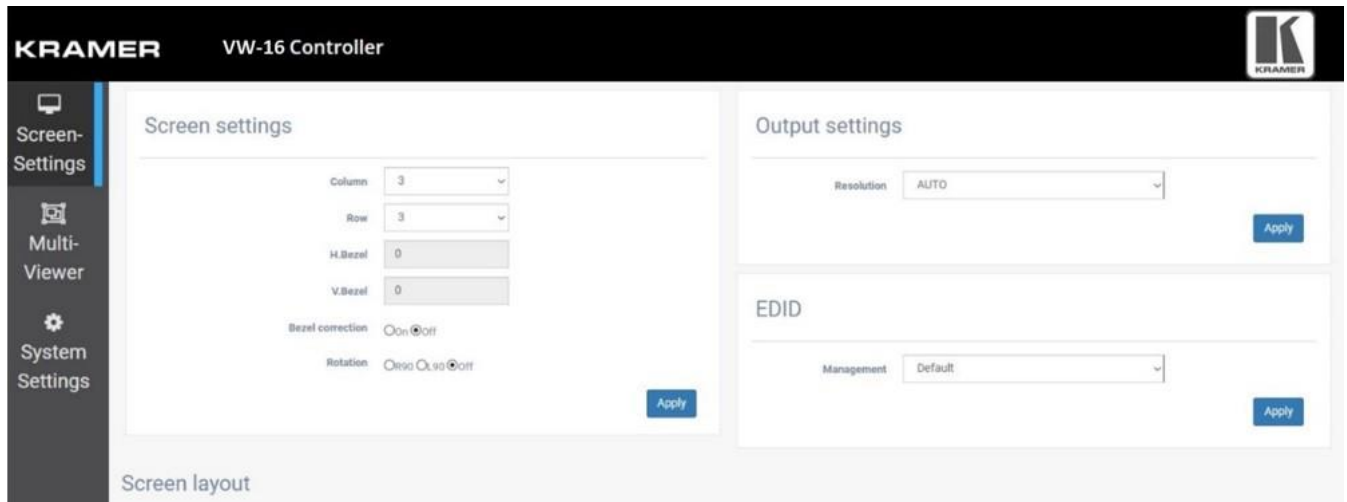 KRAMER
VW-16 Controller
KRAMER
Screen-
Settings
Multi-
Viewer
System
Settings
Screen settings
Column 3
Row 3
H.Bezel 0
V.Bezel 0
Bezel correction On Off
Rotation R90 L90 Off
Apply
Output settings
Resolution AUTO
Apply
EDID
Management Default
Apply
Screen layout